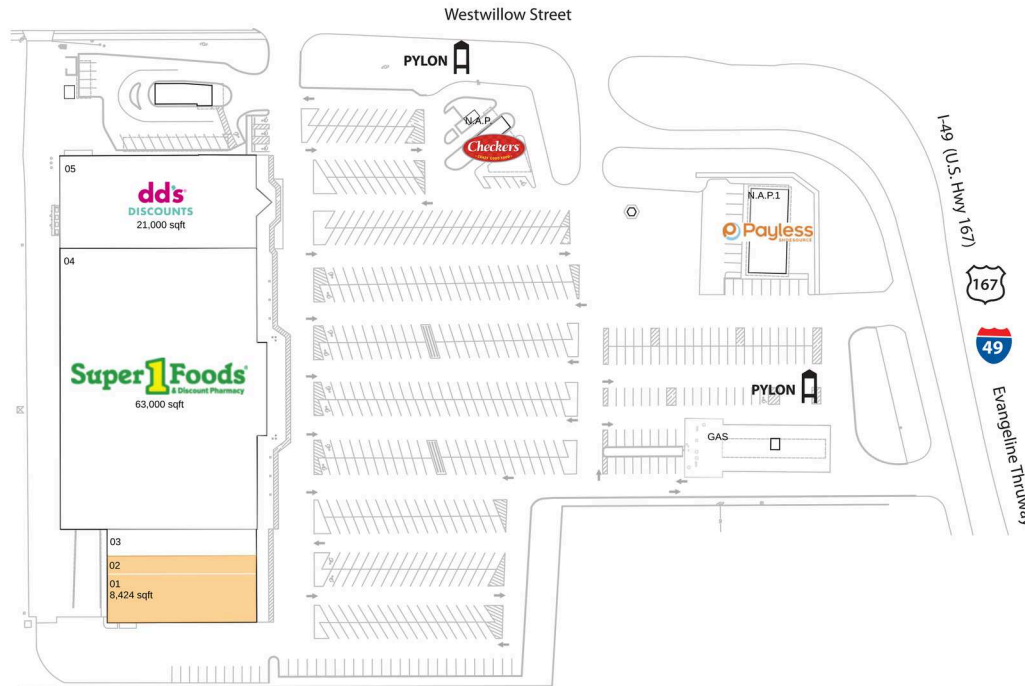 Westwillow Street
PYLON
N.A.P.
Checkers
05
dd's
DISCOUNTS
21,000 sqft
N.A.P.1
Payless
SHOESOURCE
I-49 (U.S. Hwy 167)
167
49
04
Super 1 Foods
& Discount Pharmacy
63,000 sqft
PYLON
GAS
Evangeline Thruway
03
02
01
8,424 sqft